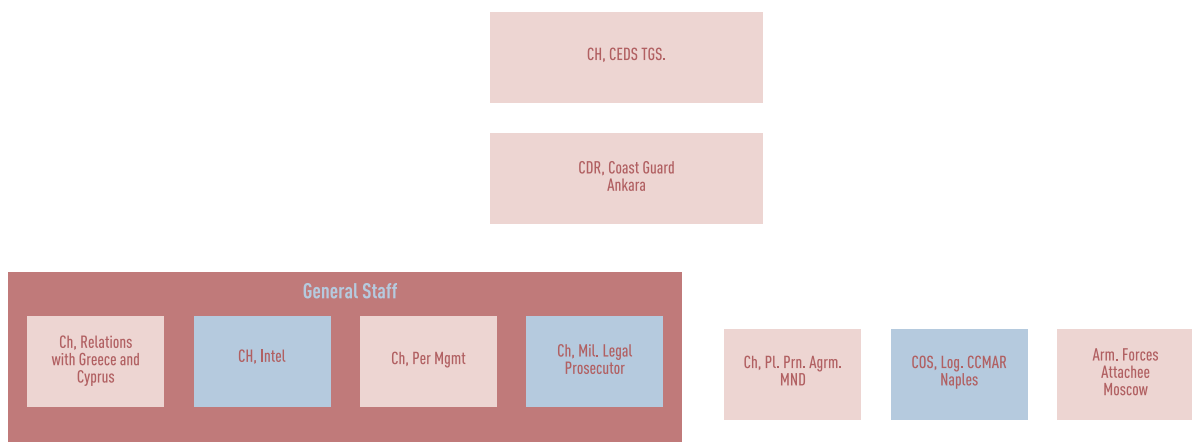 CH, CEDS TGS.
CDR, Coast Guard
Ankara
General Staff
Ch, Relations
with Greece and
Cyprus
CH, Intel
Ch, Per Mgmt
Ch, Mil. Legal
Prosecutor
Ch, Pl. Prn. Agrm.
MND
COS, Log. CCMAR
Naples
Arm. Forces
Attachee
Moscow